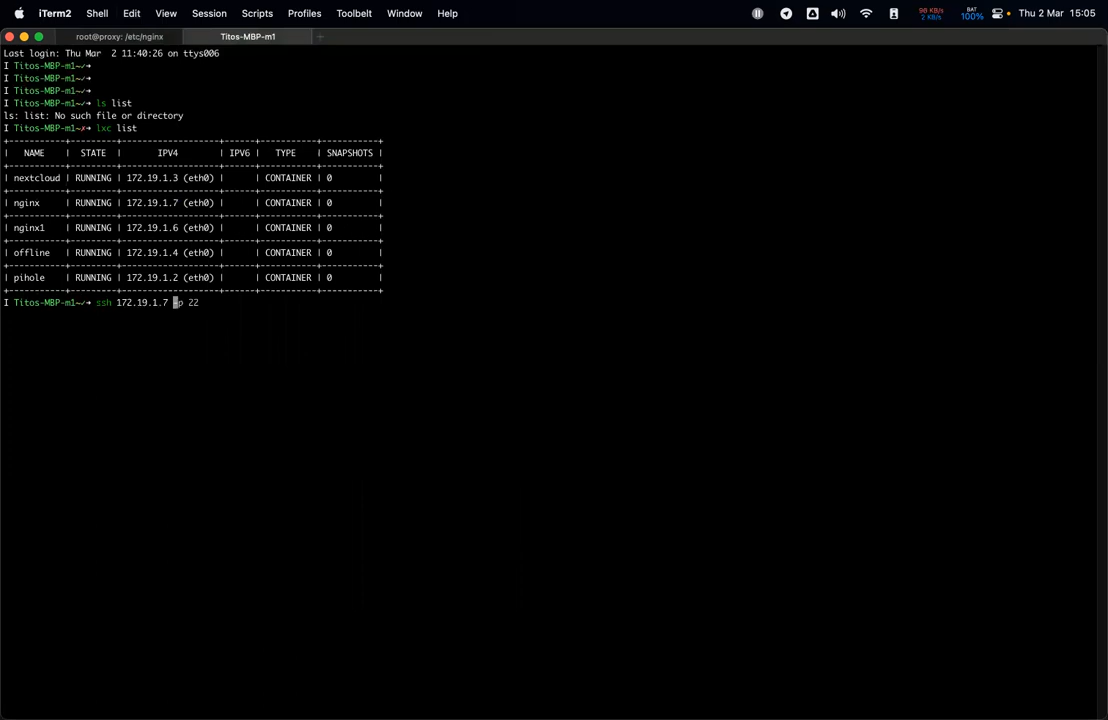 iTerm2 Shell Edit View Session Scripts Profiles Toolbelt Window Help 96 KB/s 2 KB/s BAT 100% Thu 2 Mar 15:05
root@proxy: /etc/nginx Titos-MBP-m1 +
Last login: Thu Mar  2 11:40:26 on ttys006
I Titos-MBP-m1~✓➜
I Titos-MBP-m1~✓➜
I Titos-MBP-m1~✓➜
I Titos-MBP-m1~✓➜ ls list
ls: list: No such file or directory
I Titos-MBP-m1~✗➜ lxc list
+-----------+---------+-------------------+------+-----------+-----------+
|   NAME    |  STATE  |       IPV4        | IPV6 |   TYPE    | SNAPSHOTS |
+-----------+---------+-------------------+------+-----------+-----------+
| nextcloud | RUNNING | 172.19.1.3 (eth0) |      | CONTAINER | 0         |
+-----------+---------+-------------------+------+-----------+-----------+
| nginx     | RUNNING | 172.19.1.7 (eth0) |      | CONTAINER | 0         |
+-----------+---------+-------------------+------+-----------+-----------+
| nginx1    | RUNNING | 172.19.1.6 (eth0) |      | CONTAINER | 0         |
+-----------+---------+-------------------+------+-----------+-----------+
| offline   | RUNNING | 172.19.1.4 (eth0) |      | CONTAINER | 0         |
+-----------+---------+-------------------+------+-----------+-----------+
| pihole    | RUNNING | 172.19.1.2 (eth0) |      | CONTAINER | 0         |
+-----------+---------+-------------------+------+-----------+-----------+
I Titos-MBP-m1~✓➜ ssh 172.19.1.7 -p 22